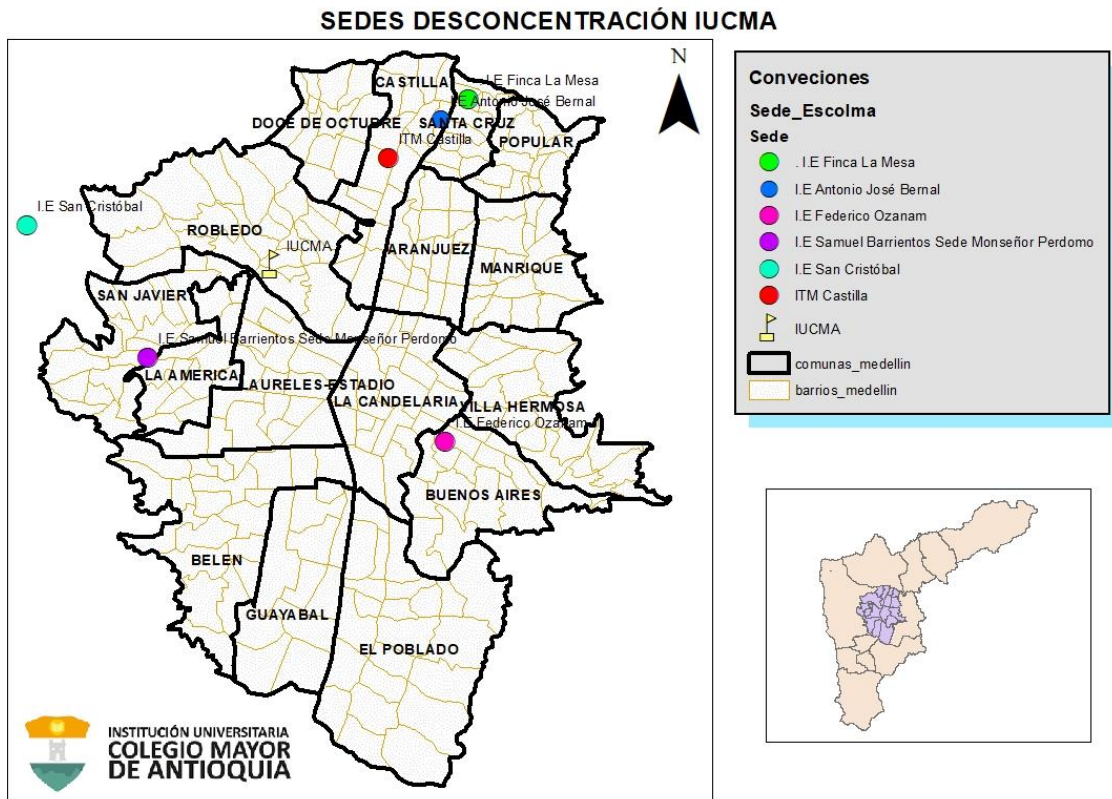 SEDES DESCONCENTRACIÓN IUCMA
N
CASTILLA
I.E Finca La Mesa
I.E Antonio José Bernal
DOCE DE OCTUBRE
SANTA CRUZ
ITM Castilla
POPULAR
I.E San Cristóbal
ROBLEDO
IUCMA
ARANJUEZ
MANRIQUE
SAN JAVIER
I.E Samuel Barrientos Sede Monseñor Perdomo
LA AMERICA
LAURELES-ESTADIO
LA CANDELARIA
VILLA HERMOSA
I.E Federico Ozanam
BUENOS AIRES
BELEN
GUAYABAL
EL POBLADO
INSTITUCIÓN UNIVERSITARIA
COLEGIO MAYOR
DE ANTIOQUIA
Conveciones
Sede_Escolma
Sede
. I.E Finca La Mesa
I.E Antonio José Bernal
I.E Federico Ozanam
I.E Samuel Barrientos Sede Monseñor Perdomo
I.E San Cristóbal
ITM Castilla
IUCMA
comunas_medellin
barrios_medellin